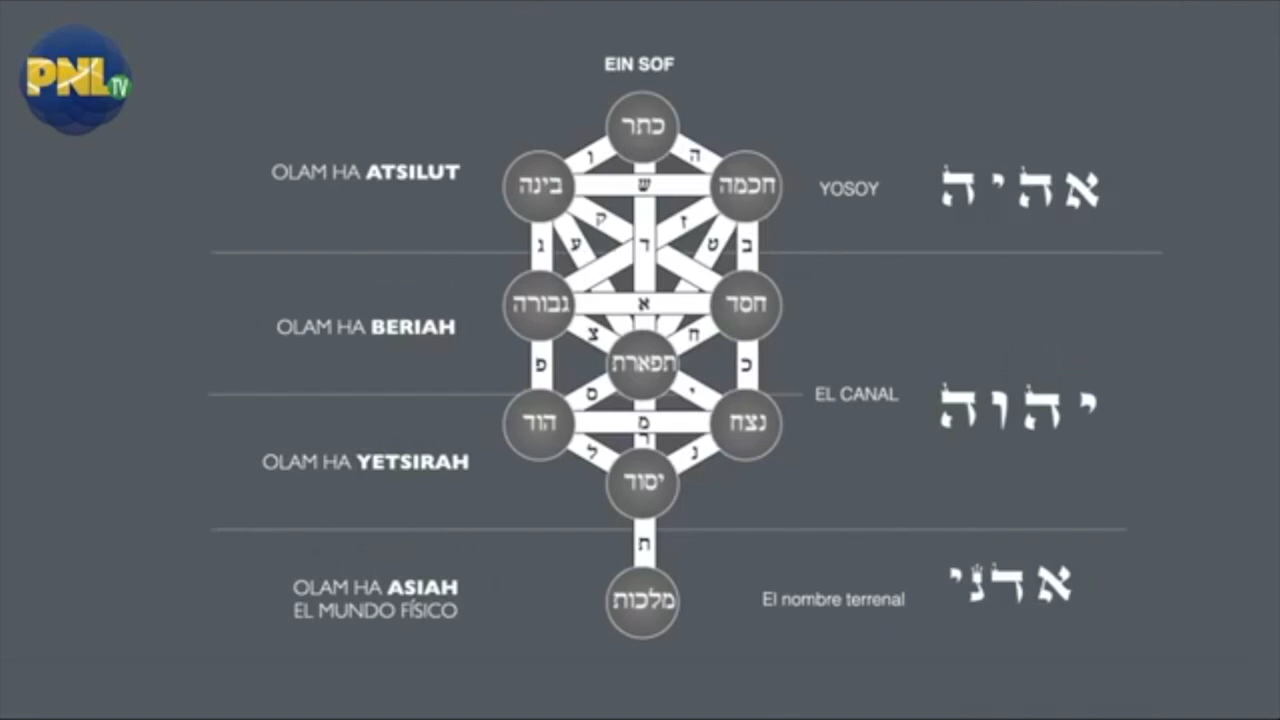 PNL TV
EIN SOF
כתר
ו ה
OLAM HA ATSILUT
בינה ש חכמה
YOSOY
אהיה
ק ז
ג ע ד ט ב
גבורה א חסד
OLAM HA BERIAH
צ ח
פ תפארת כ
ס י
EL CANAL
יהוה
הוד מ נצח
ר
ל נ
OLAM HA YETSIRAH
יסוד
ת
OLAM HA ASIAH
EL MUNDO FÍSICO
מלכות
El nombre terrenal
אדני